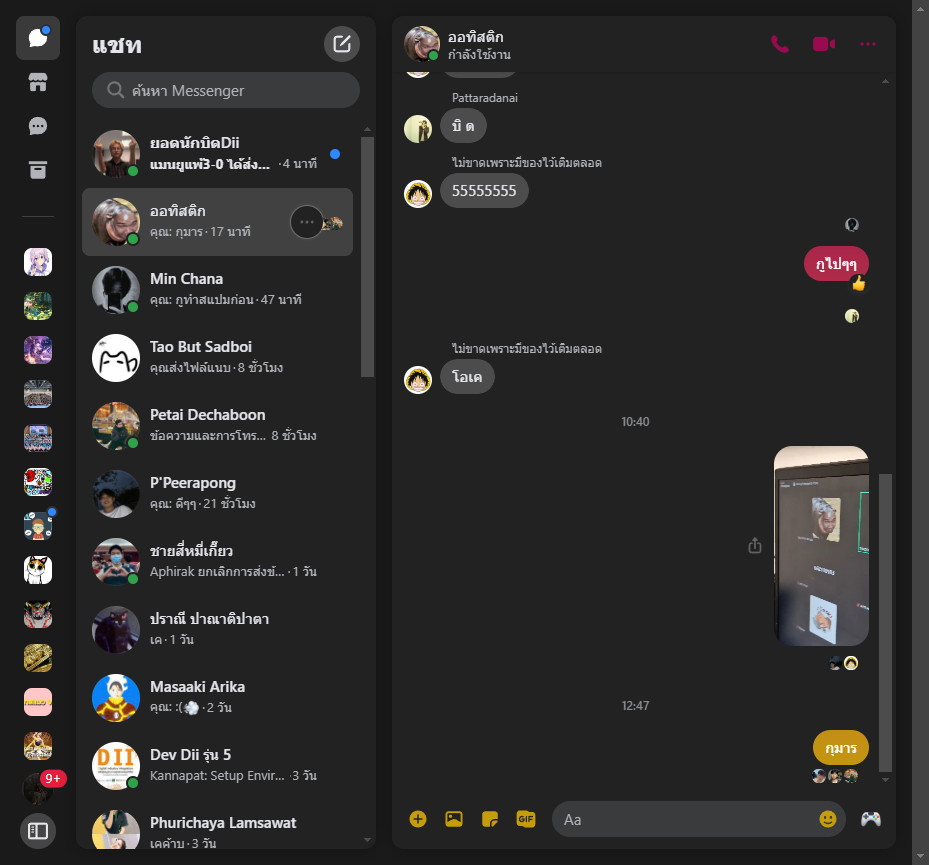 แชท
ค้นหา Messenger
ยอดนักบิดDii
แมนยูแพ้3-0 ได้ส่ง... · 4 นาที
ออทิสติก
คุณ: กุมาร · 17 นาที
Min Chana
คุณ: กูทำสแปมก่อน · 47 นาที
Tao But Sadboi
คุณส่งไฟล์แนบ · 8 ชั่วโมง
Petai Dechaboon
ข้อความและการโทร... 8 ชั่วโมง
P'Peerapong
คุณ: ดีๆๆ · 21 ชั่วโมง
ชายสี่หมี่เกี๊ยว
Aphirak ยกเลิกการส่งข้... · 1 วัน
ปราณี ปาณาติปาตา
เค · 1 วัน
Masaaki Arika
คุณ: :(💨 · 2 วัน
Dev Dii รุ่น 5
Kannapat: Setup Envir... · 3 วัน
Phurichaya Lamsawat
เคค้าบ · 3 วัน
9+
ออทิสติก
กำลังใช้งาน
Pattaradanai
บิ ด
ไม่ขาดเพราะมีของไว้เติมตลอด
55555555
กูไปๆๆ
ไม่ขาดเพราะมีของไว้เติมตลอด
โอเค
10:40
12:47
กุมาร
GIF
Aa